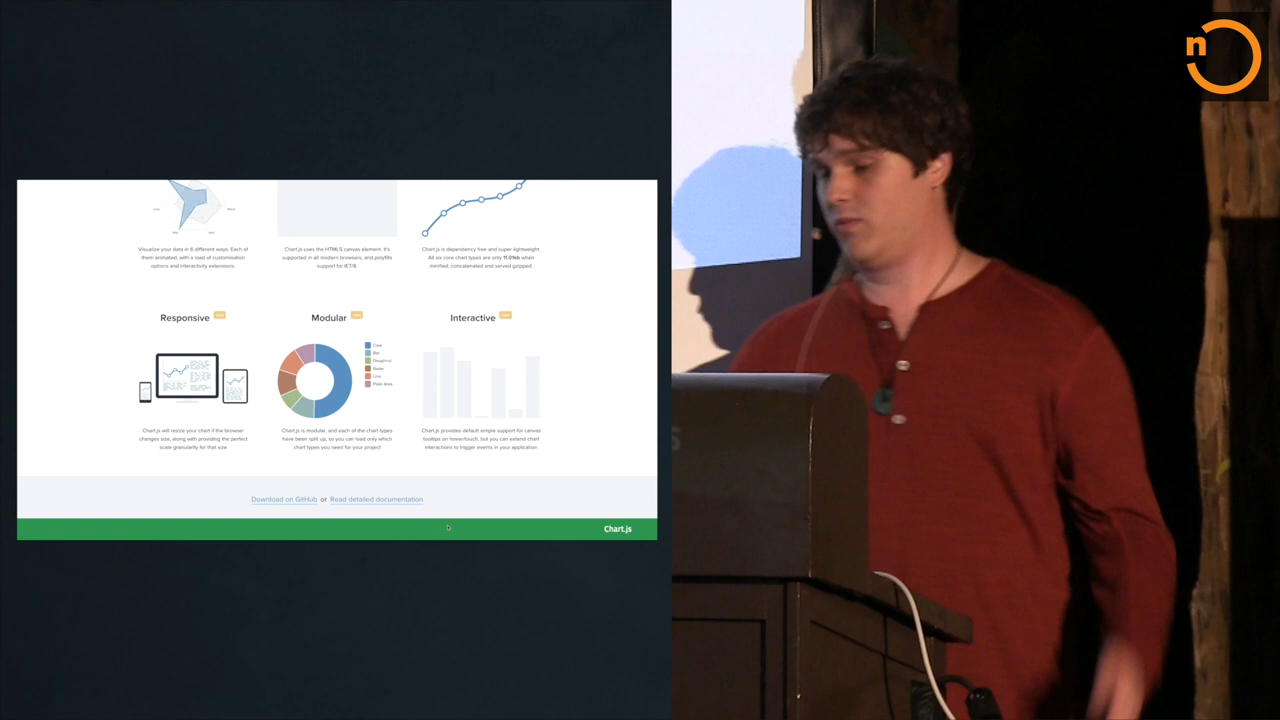 n
Visualize your data in 6 different ways. Each of
them animated, with a load of customisation
options and interactivity extensions.
Chart.js uses the HTML5 canvas element. It's
supported in all modern browsers, and polyfills
support for IE7/8.
Chart.js is dependency free and super lightweight.
All six core chart types are only 11.01kb when
minified, concatenated and served gzipped.
Responsive
Modular
Interactive
Core
Bar
Doughnut
Radar
Line
Polar Area
Chart.js will resize your chart if the browser
changes size, along with providing the perfect
scale granularity for that size
Chart.js is modular, and each of the chart types
have been split up, so you can load only which
chart types you need for your project
Chart.js provides default simple support for canvas
tooltips on hover/touch, but you can extend chart
interactions to trigger events in your application
Download on GitHub or Read detailed documentation
Chart.js